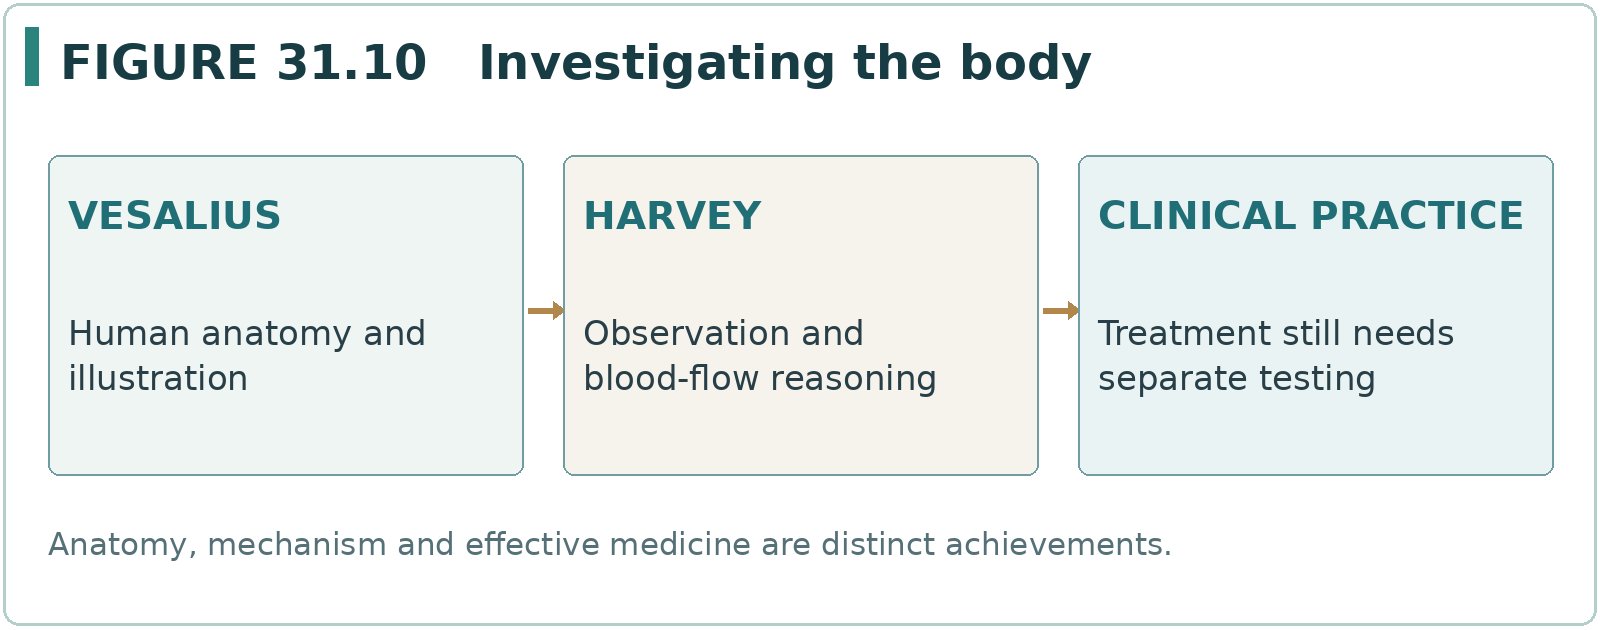 FIGURE 31.10 Investigating the body
VESALIUS
Human anatomy and
illustration
HARVEY
Observation and
blood-flow reasoning
CLINICAL PRACTICE
Treatment still needs
separate testing
Anatomy, mechanism and effective medicine are distinct achievements.